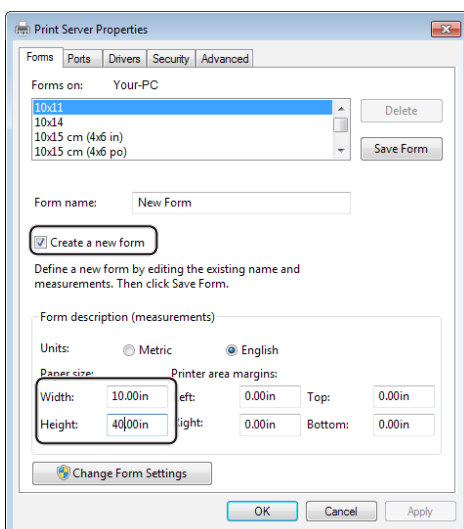 Print Server Properties
Forms Ports Drivers Security Advanced
Forms on: Your-PC
10x11
10x14
10x15 cm (4x6 in)
10x15 cm (4x6 po)
Delete
Save Form
Form name: New Form
Create a new form
Define a new form by editing the existing name and
measurements. Then click Save Form.
Form description (measurements)
Units: Metric English
Paper size: Printer area margins:
Width: 10.00in Left: 0.00in Top: 0.00in
Height: 40.00in Right: 0.00in Bottom: 0.00in
Change Form Settings
OK Cancel Apply